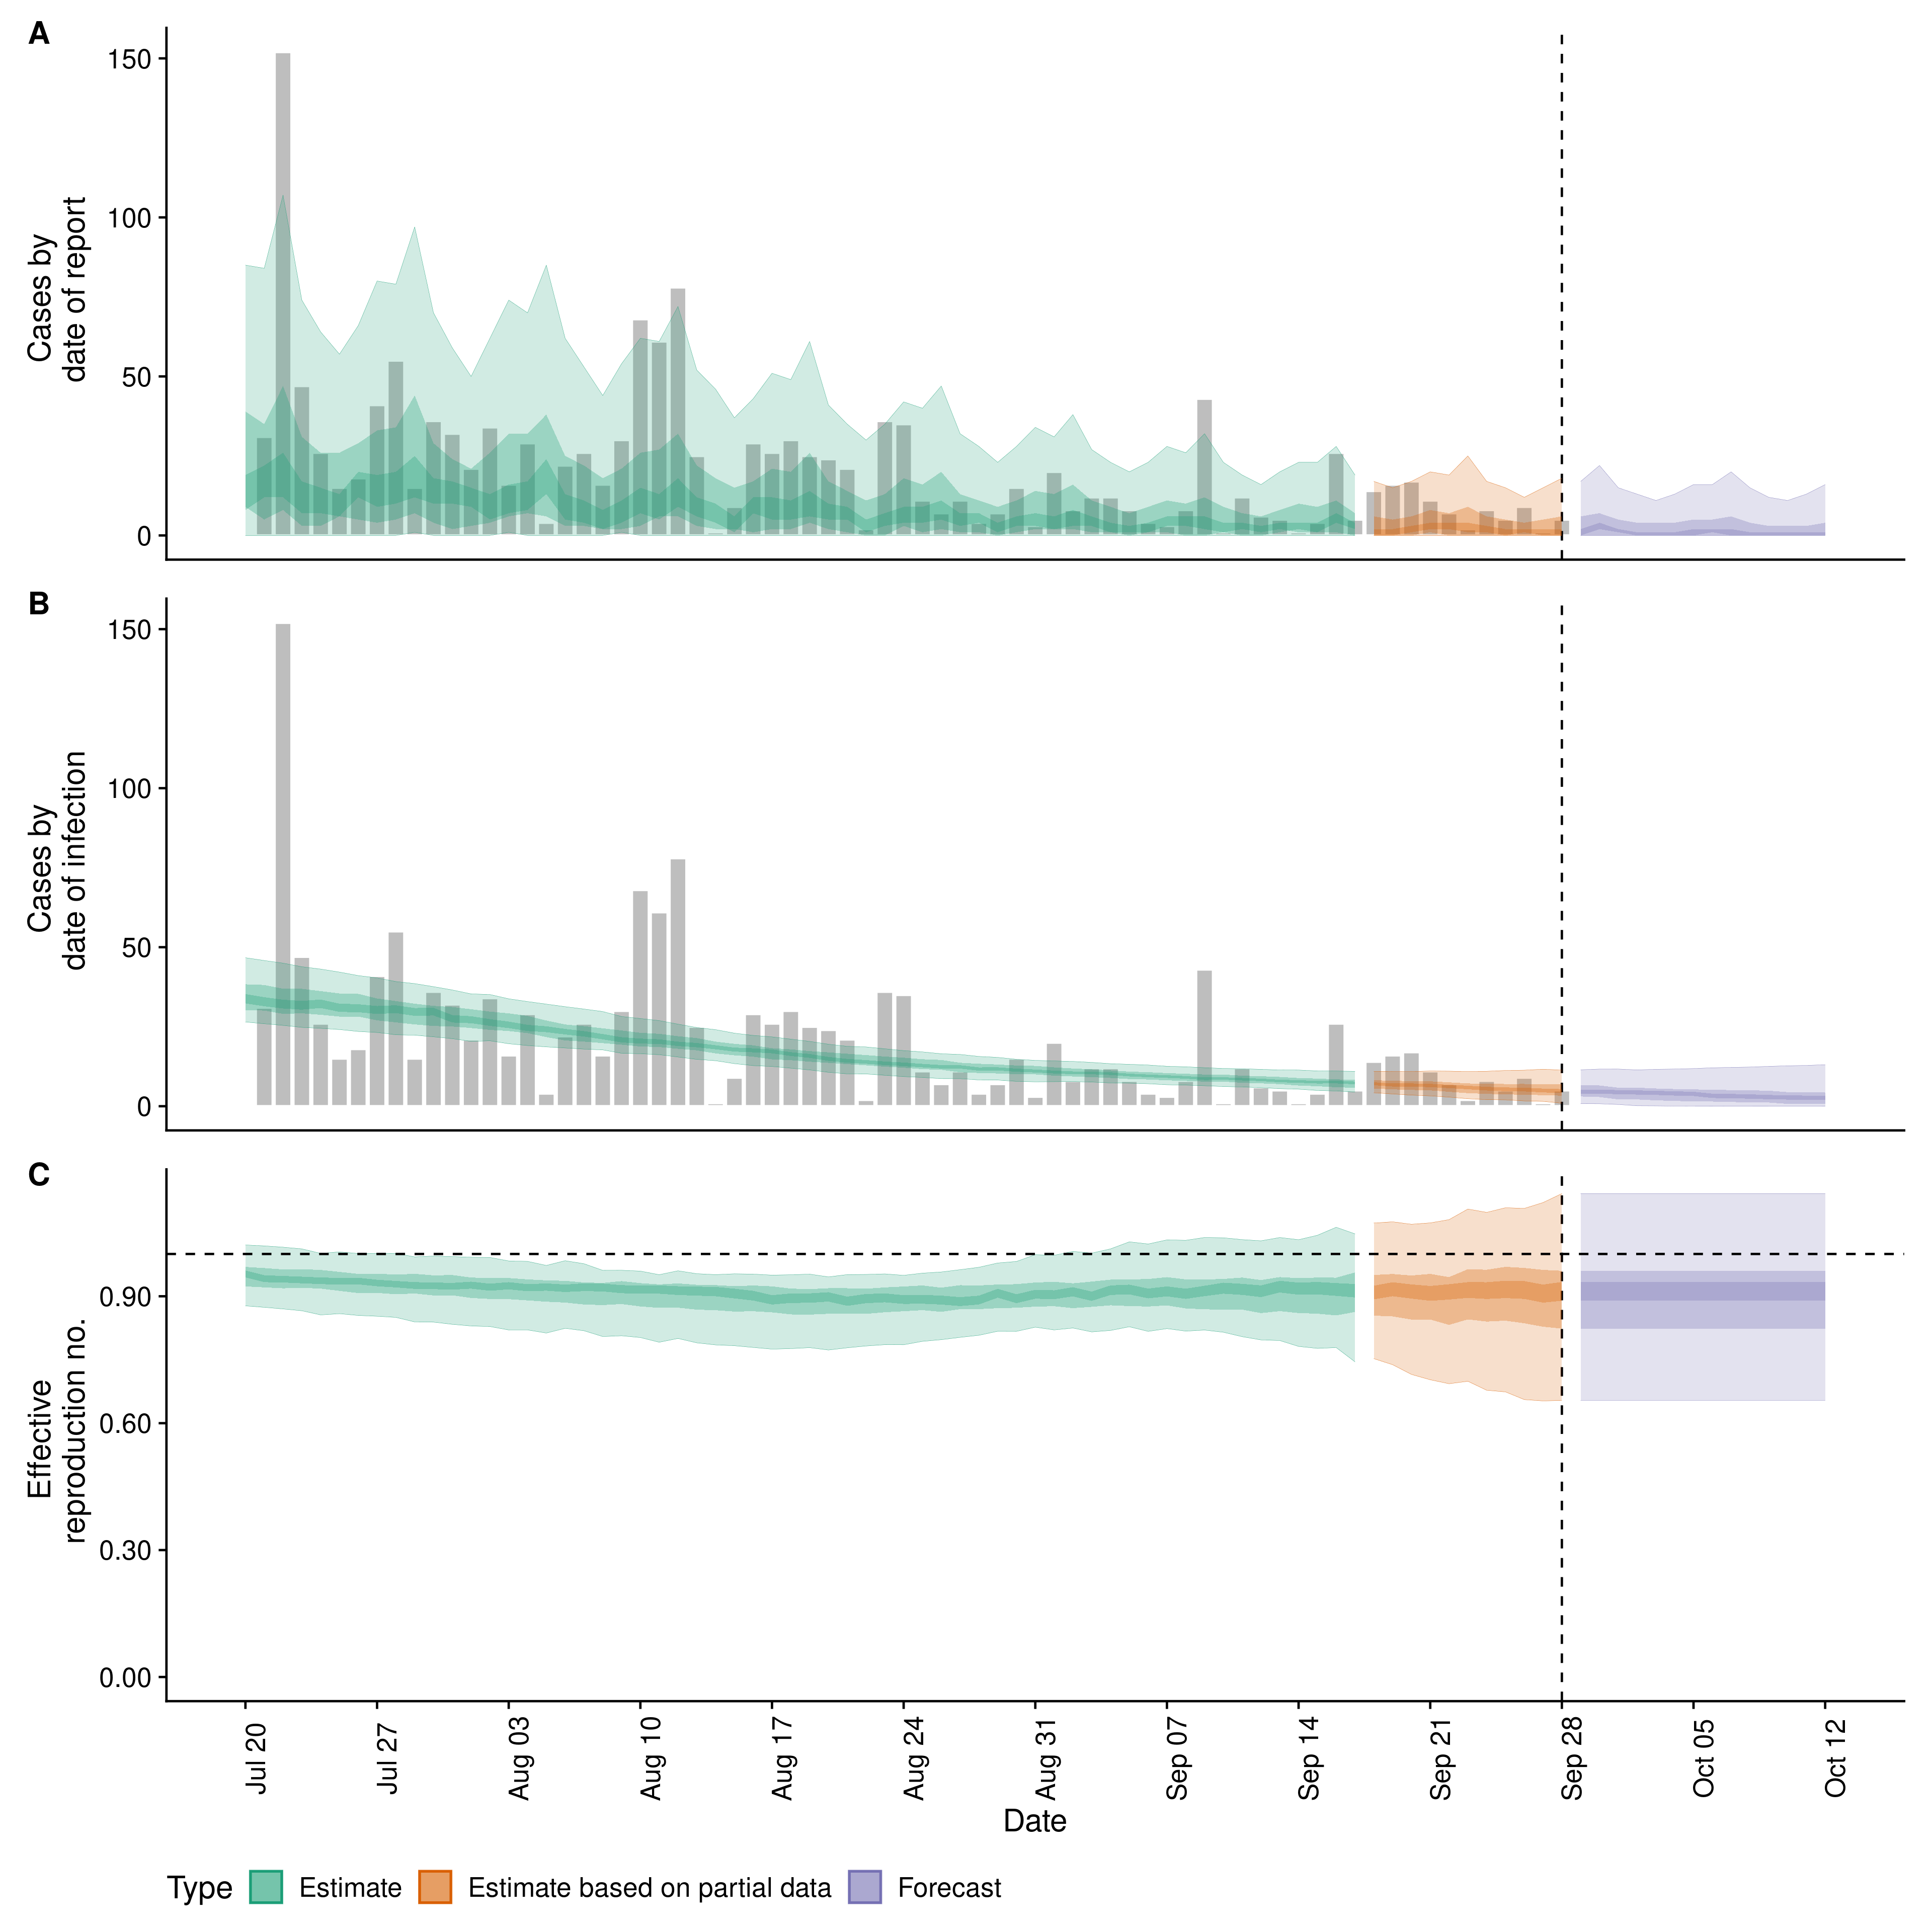 A
Cases by
date of report
150
100
50
0
B
Cases by
date of infection
150
100
50
0
C
Effective
reproduction no.
0.90
0.60
0.30
0.00
Jul 20
Jul 27
Aug 03
Aug 10
Aug 17
Aug 24
Aug 31
Sep 07
Sep 14
Sep 21
Sep 28
Oct 05
Oct 12
Date
Type Estimate Estimate based on partial data Forecast